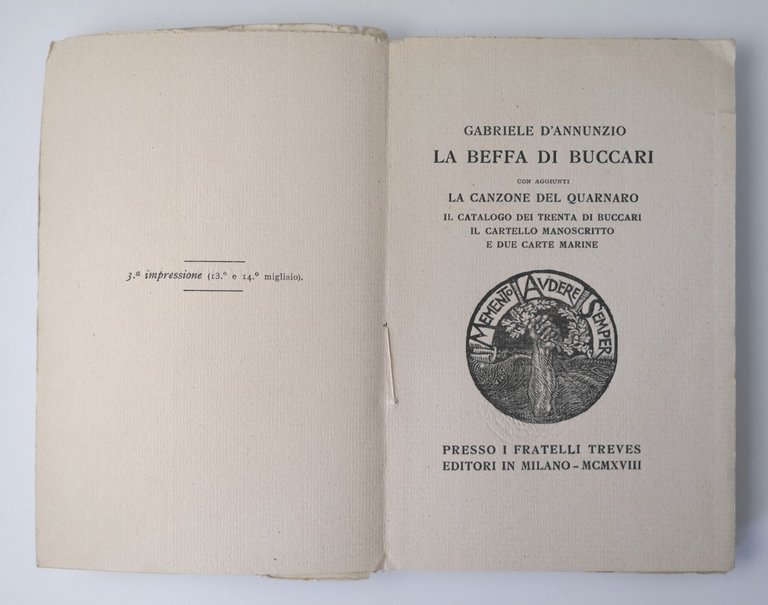 3.ª impressione (13.º e 14.º migliaio).
GABRIELE D'ANNUNZIO
LA BEFFA DI BUCCARI
CON AGGIUNTI
LA CANZONE DEL QUARNARO
IL CATALOGO DEI TRENTA DI BUCCARI
IL CARTELLO MANOSCRITTO
E DUE CARTE MARINE
MEMENTO AVDERE SEMPER
PRESSO I FRATELLI TREVES
EDITORI IN MILANO – MCMXVIII